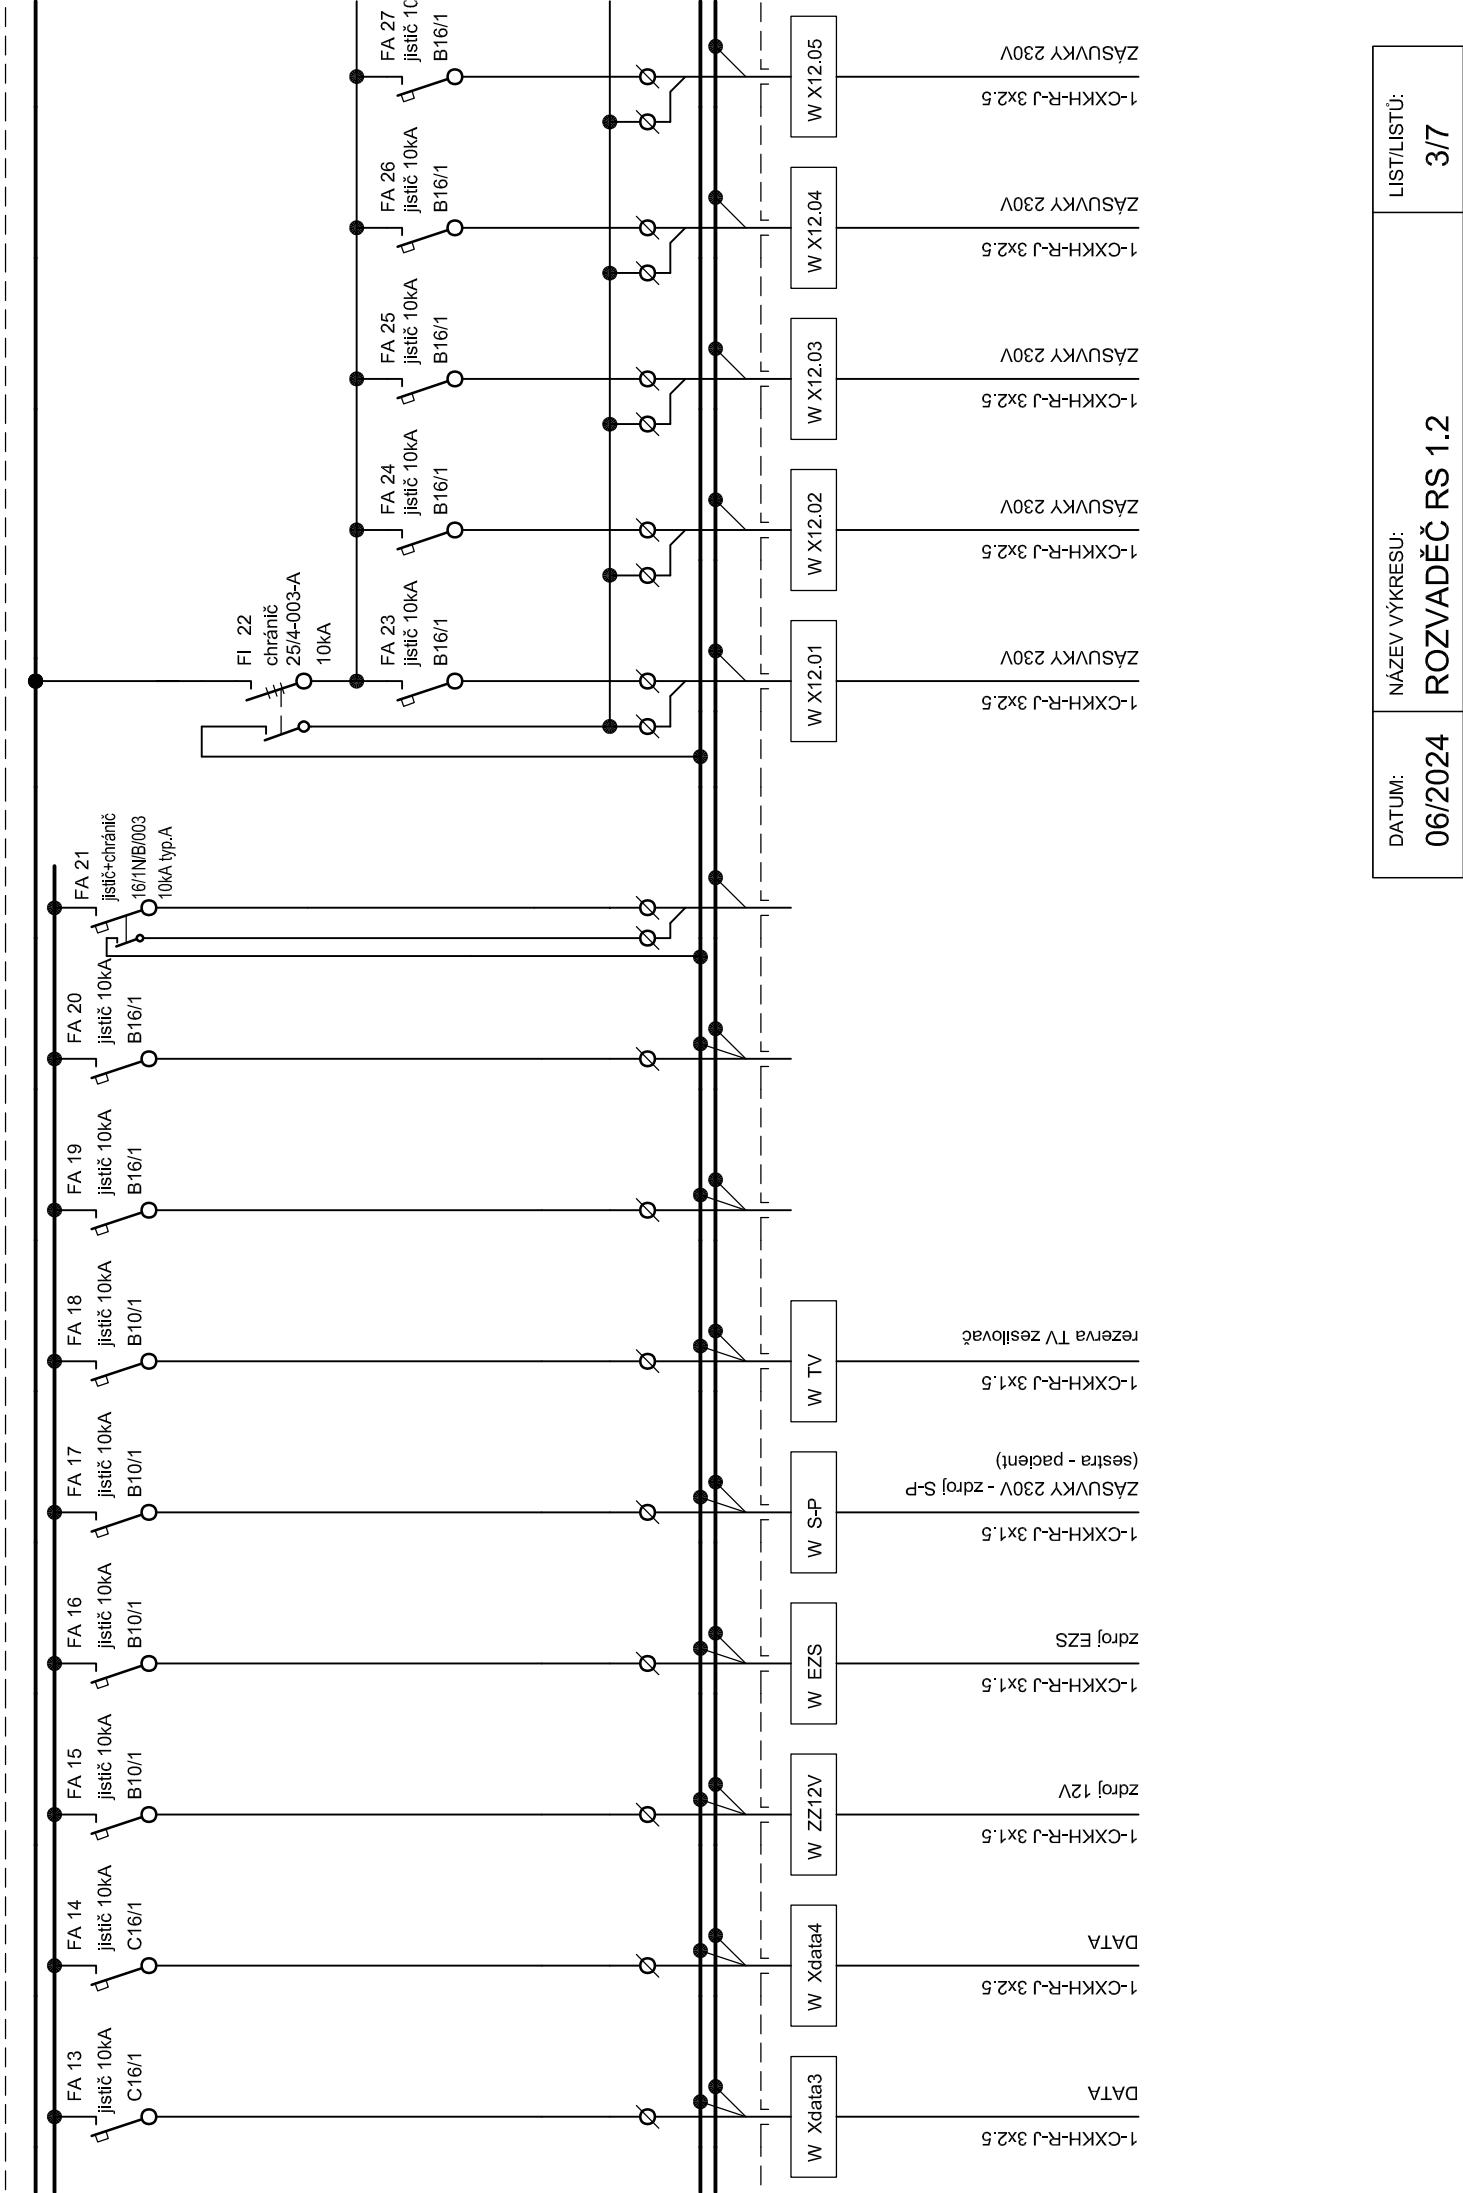 FA 13
jistič 10kA
C16/1
W Xdata3
1-CXKH-R-J 3x2.5
DATA
FA 14
jistič 10kA
C16/1
W Xdata4
1-CXKH-R-J 3x2.5
DATA
FA 15
jistič 10kA
B10/1
W ZZ12V
1-CXKH-R-J 3x1.5
zdroj 12V
FA 16
jistič 10kA
B10/1
W EZS
1-CXKH-R-J 3x1.5
zdroj EZS
FA 17
jistič 10kA
B10/1
W S-P
1-CXKH-R-J 3x1.5
ZÁSUVKY 230V - zdroj S-P
(sestra - pacient)
FA 18
jistič 10kA
B10/1
W TV
1-CXKH-R-J 3x1.5
rezerva TV zesilovač
FA 19
jistič 10kA
B16/1
FA 20
jistič 10kA
B16/1
FA 21
jistič+chránič
16/1N/B/003
10kA typ.A
FI 22
chránič
25/4-003-A
10kA
FA 23
jistič 10kA
B16/1
W X12.01
1-CXKH-R-J 3x2.5
ZÁSUVKY 230V
FA 24
jistič 10kA
B16/1
W X12.02
1-CXKH-R-J 3x2.5
ZÁSUVKY 230V
FA 25
jistič 10kA
B16/1
W X12.03
1-CXKH-R-J 3x2.5
ZÁSUVKY 230V
FA 26
jistič 10kA
B16/1
W X12.04
1-CXKH-R-J 3x2.5
ZÁSUVKY 230V
FA 27
jistič 10
B16/1
W X12.05
1-CXKH-R-J 3x2.5
ZÁSUVKY 230V
DATUM:
06/2024
NÁZEV VÝKRESU:
ROZVADĚČ RS 1.2
LIST/LISTŮ:
3/7